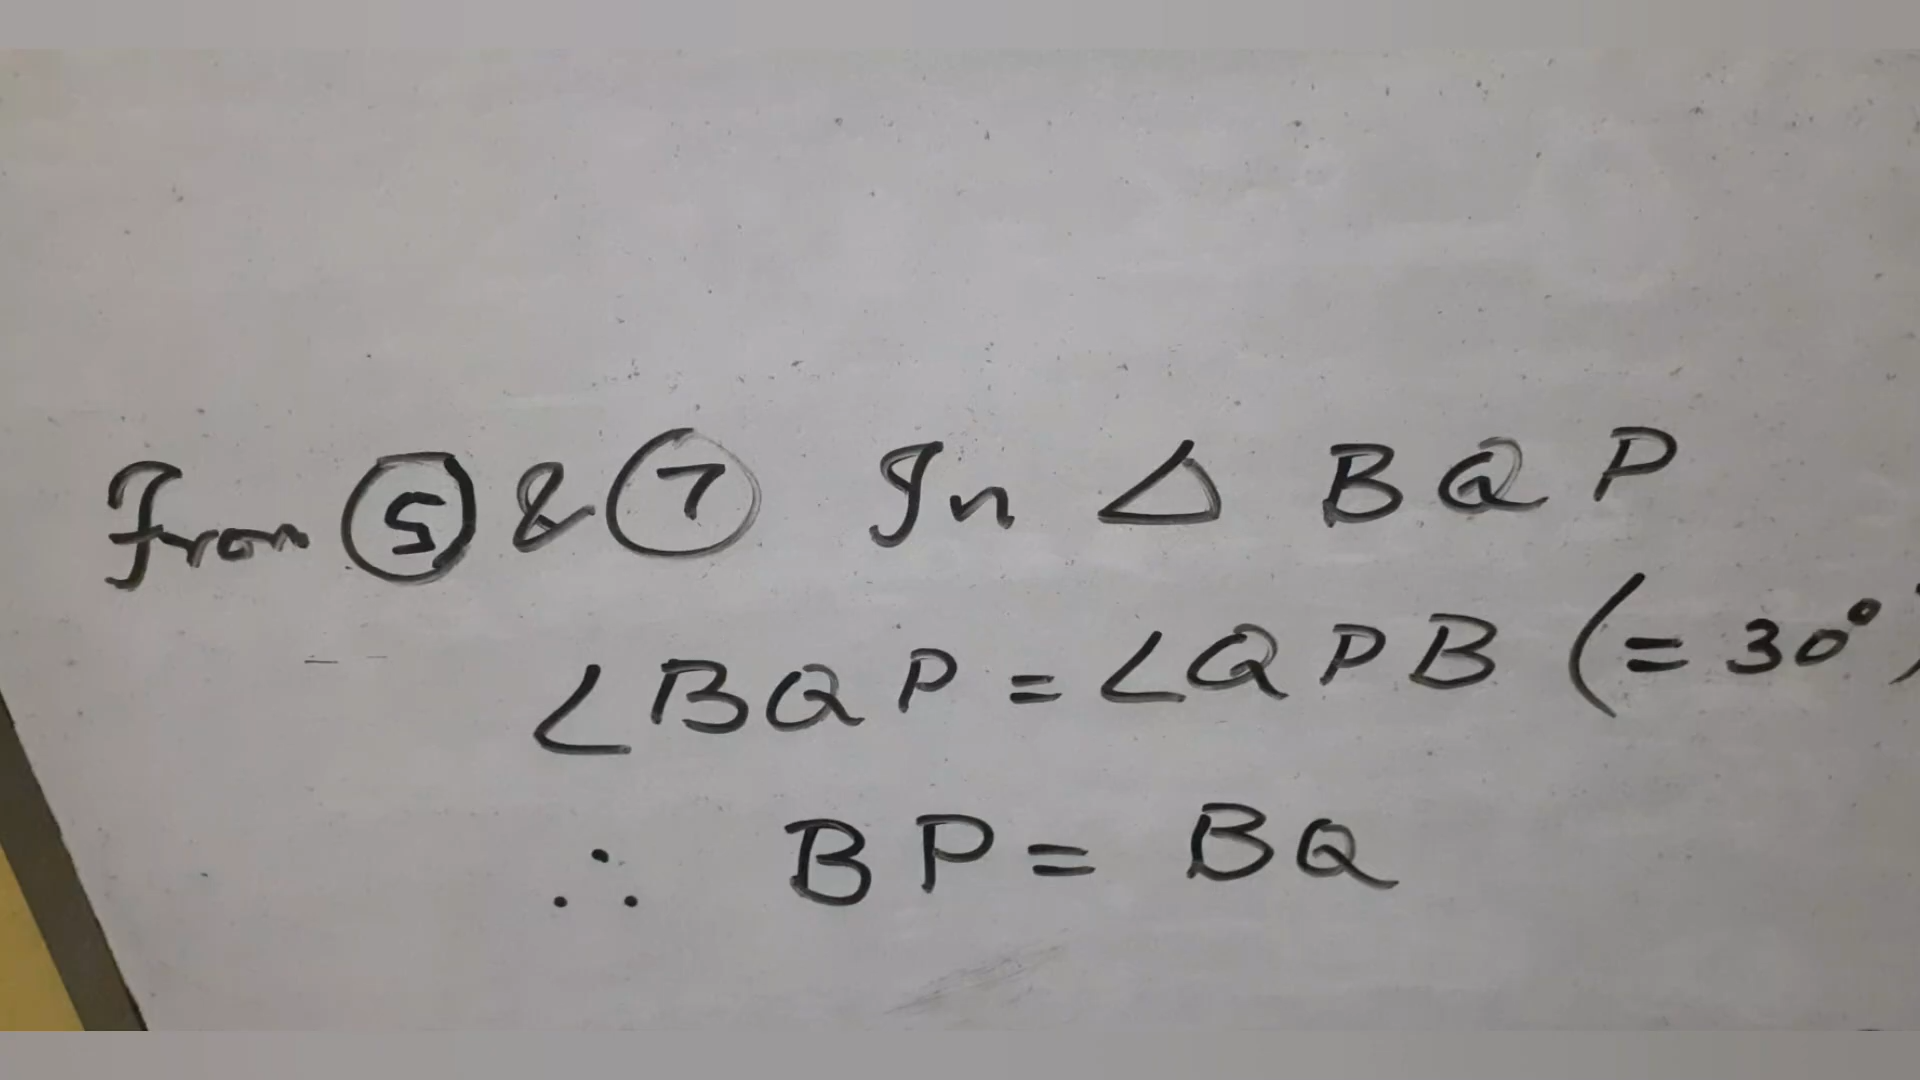 From ⑤ & ⑦ In △ BQP
∠BQP = ∠QPB (= 30°)
∴ BP = BQ